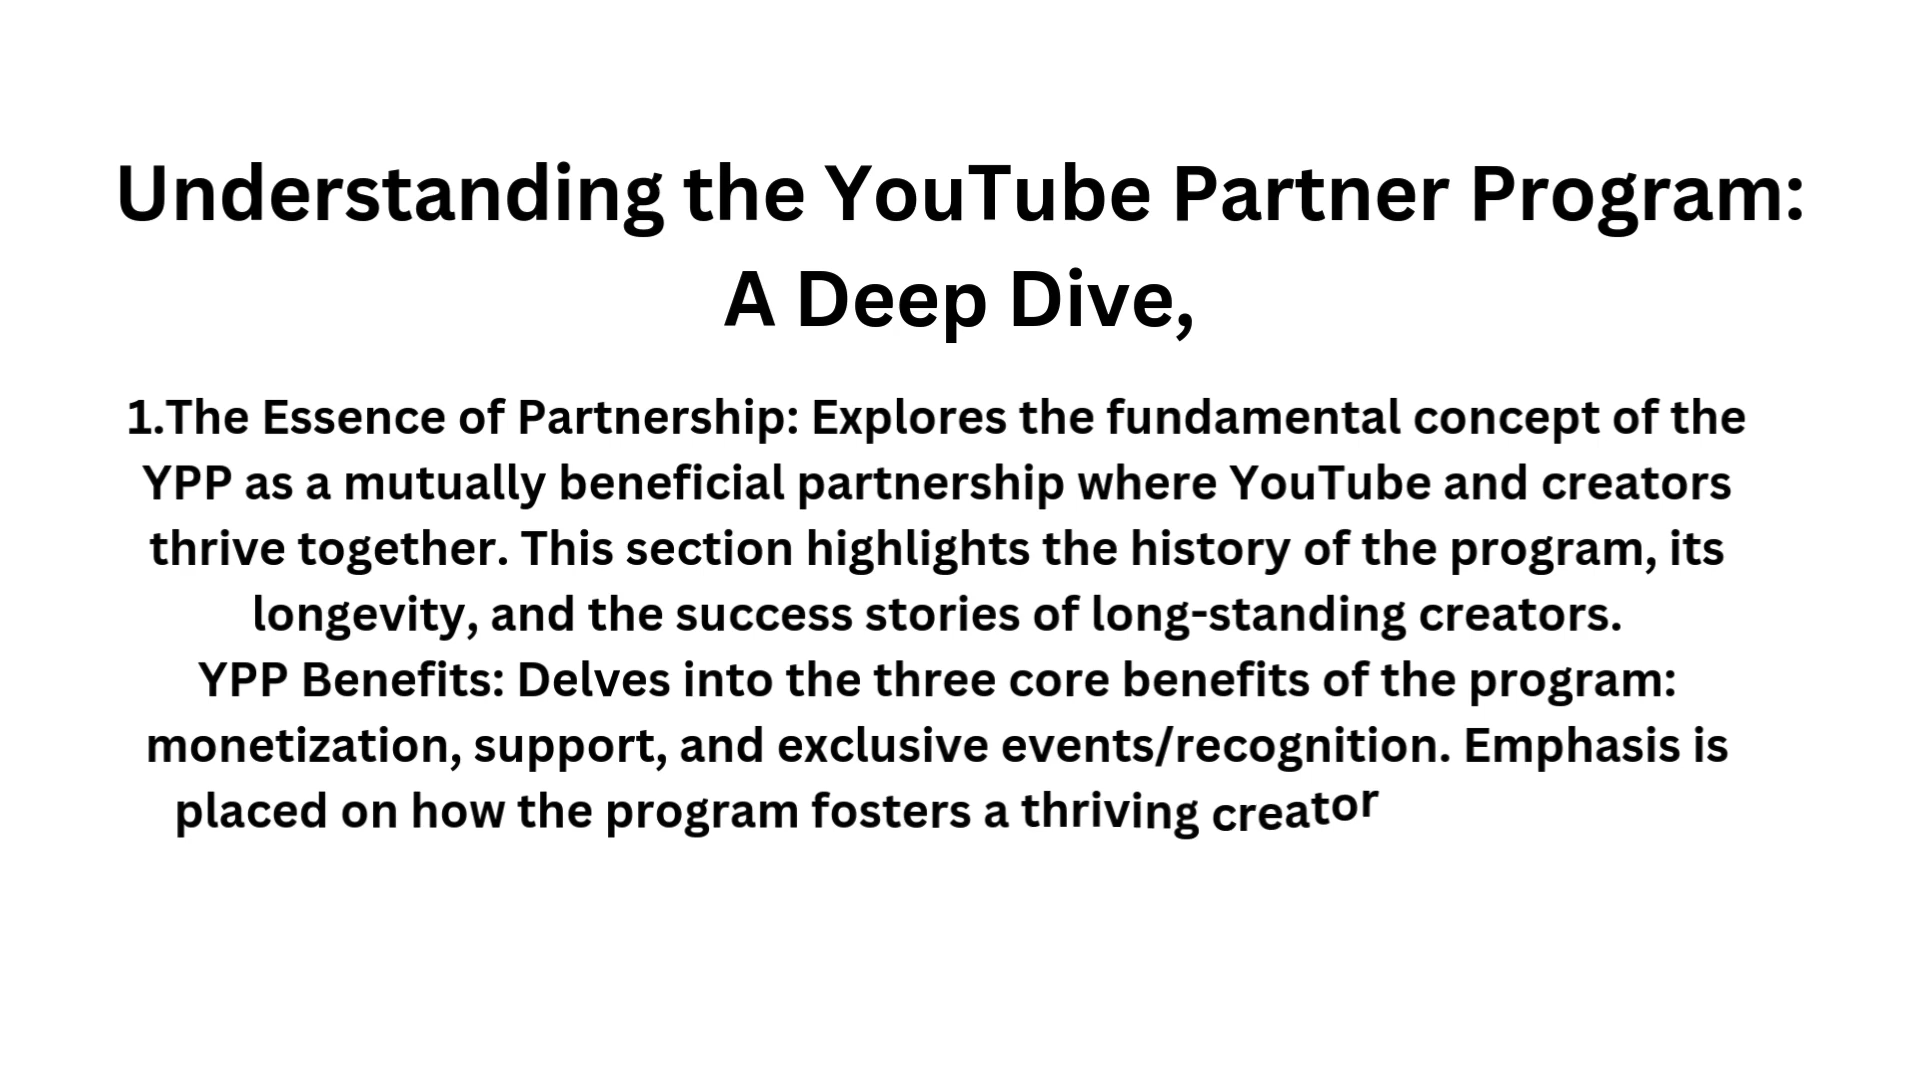 Understanding the YouTube Partner Program:
A Deep Dive,
1.The Essence of Partnership: Explores the fundamental concept of the
YPP as a mutually beneficial partnership where YouTube and creators
thrive together. This section highlights the history of the program, its
longevity, and the success stories of long-standing creators.
YPP Benefits: Delves into the three core benefits of the program:
monetization, support, and exclusive events/recognition. Emphasis is
placed on how the program fosters a thriving creator